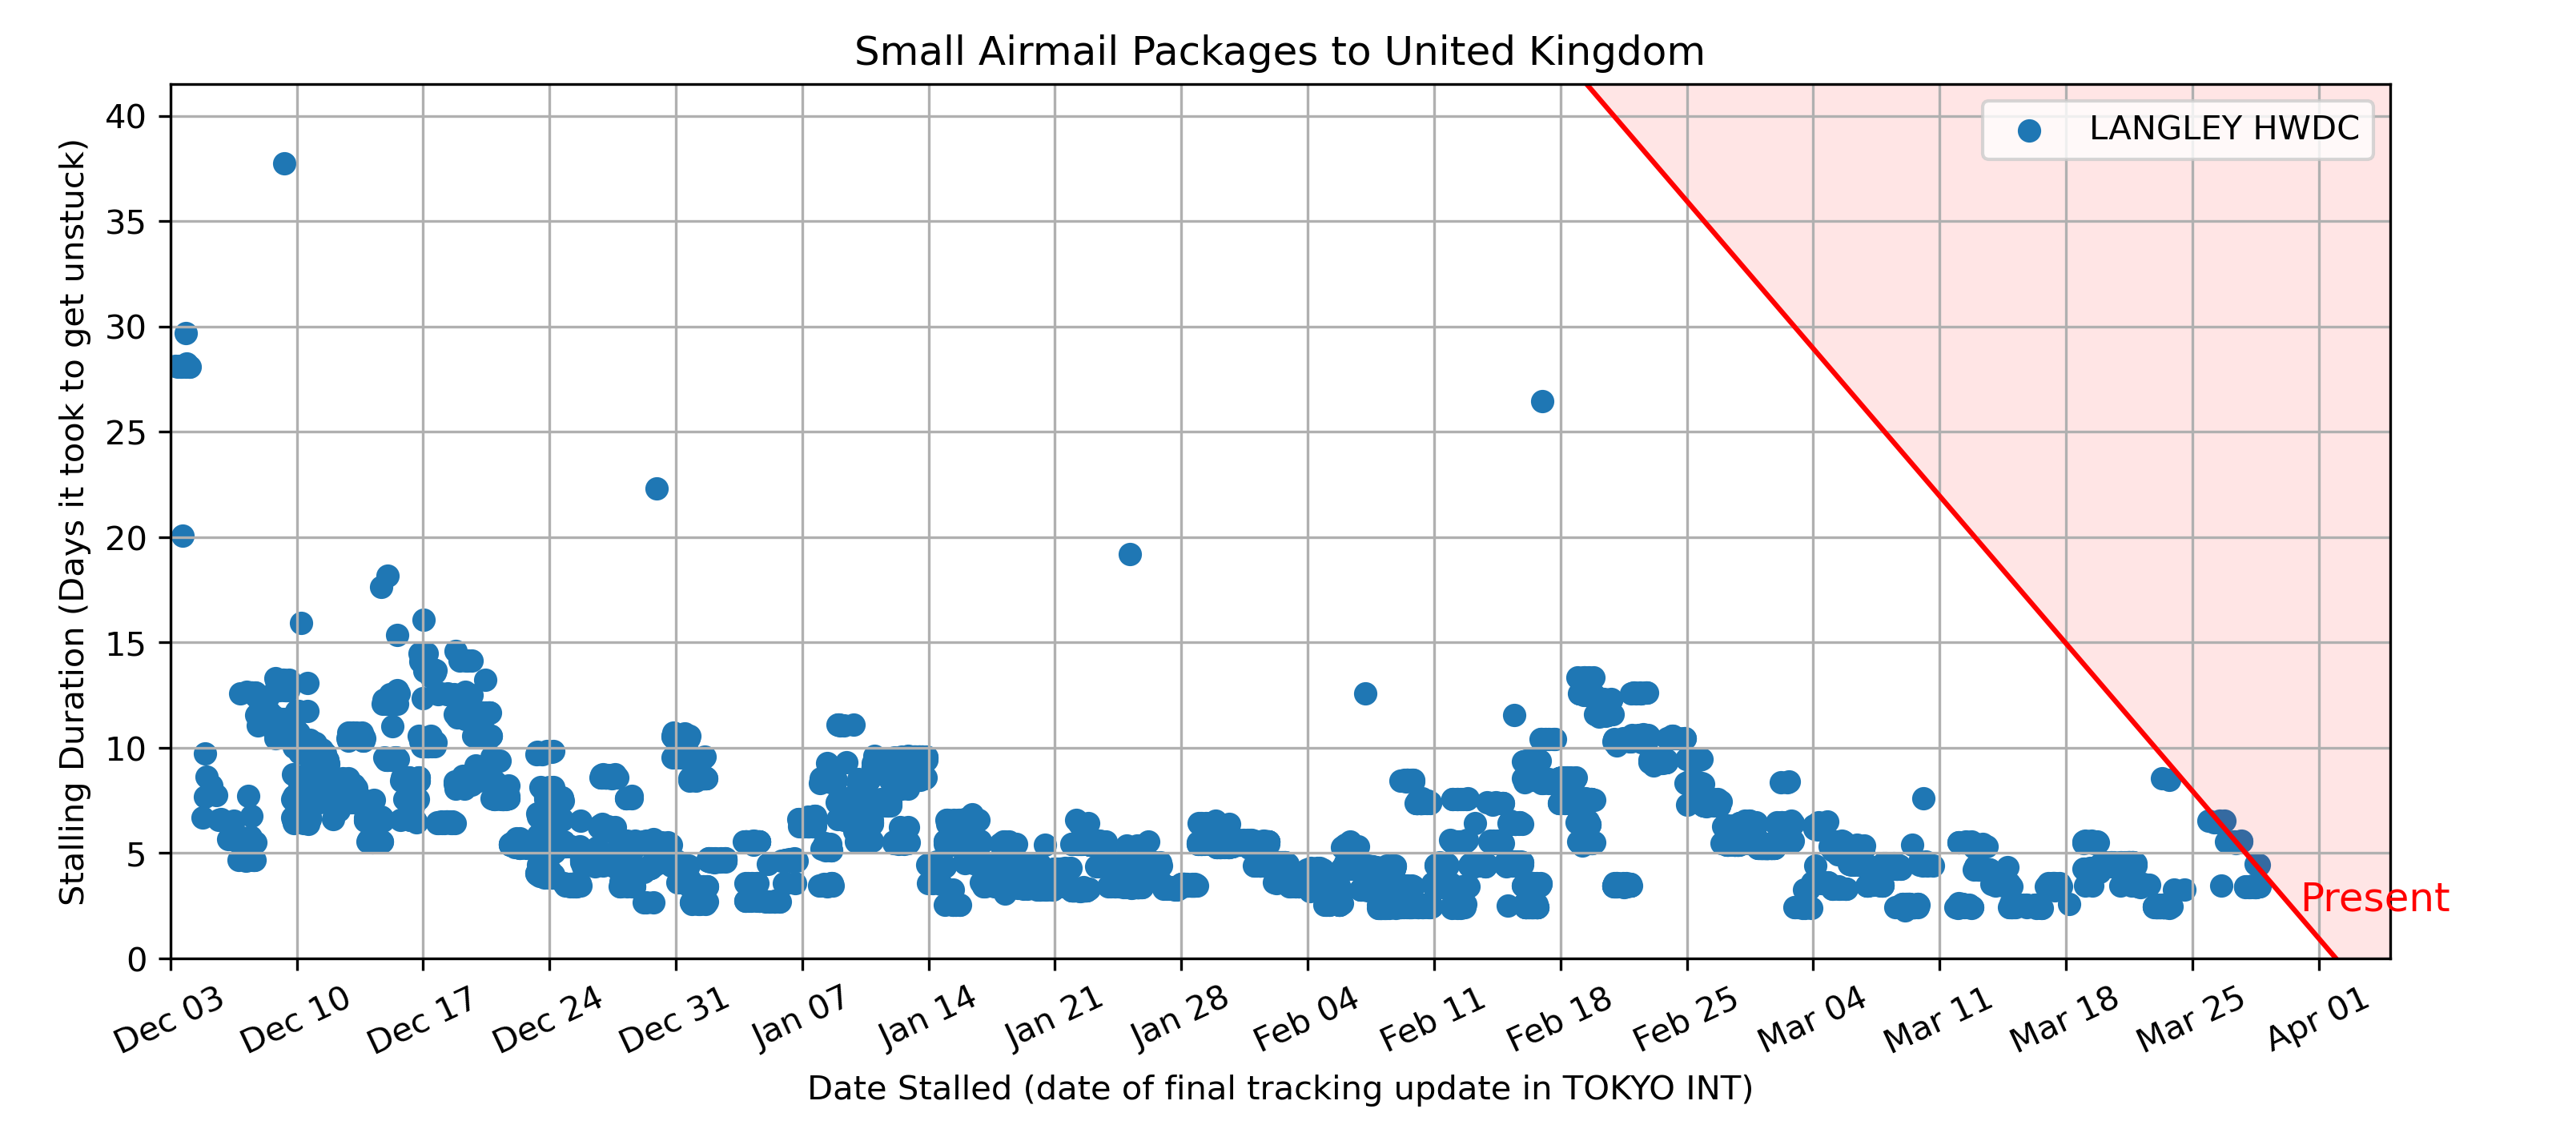 Small Airmail Packages to United Kingdom
LANGLEY HWDC
Stalling Duration (Days it took to get unstuck)
40
35
30
25
20
15
10
5
0
Present
Dec 03
Dec 10
Dec 17
Dec 24
Dec 31
Jan 07
Jan 14
Jan 21
Jan 28
Feb 04
Feb 11
Feb 18
Feb 25
Mar 04
Mar 11
Mar 18
Mar 25
Apr 01
Date Stalled (date of final tracking update in TOKYO INT)